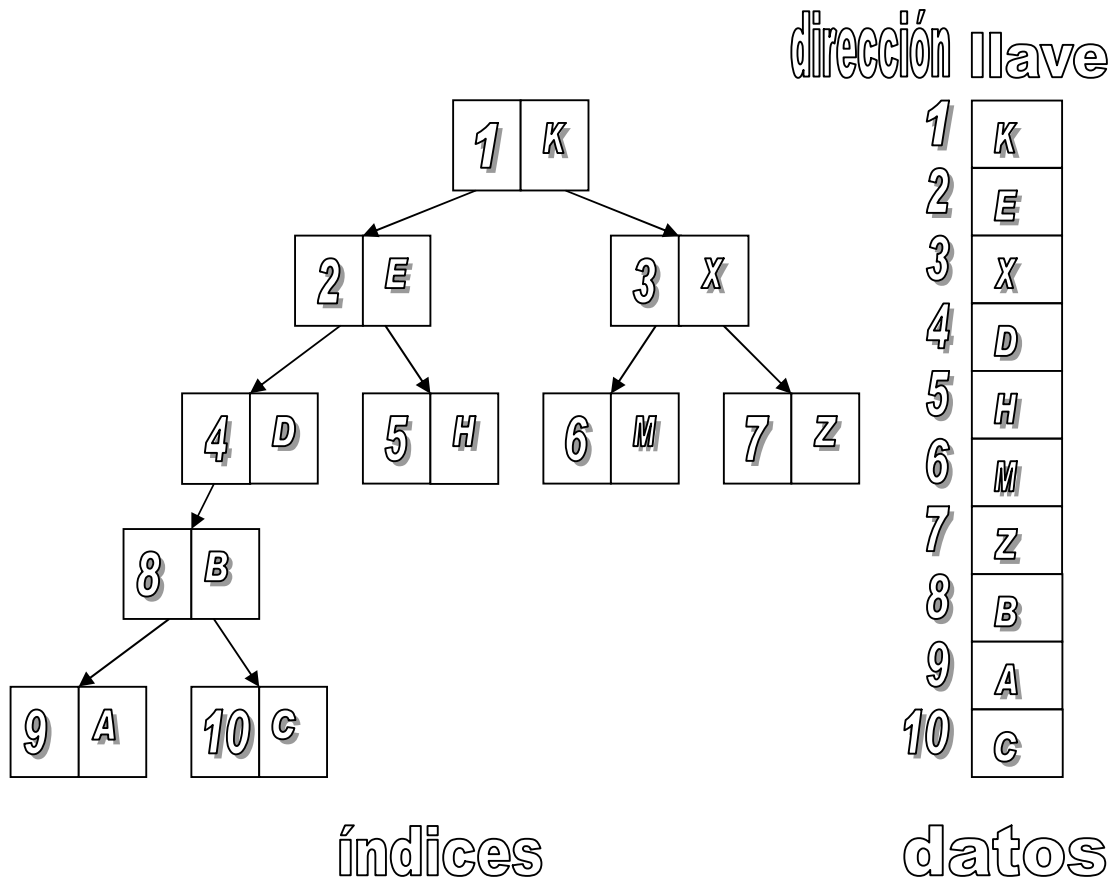 dirección llave
1 K
2 E
3 X
4 D
5 H
6 M
7 Z
8 B
9 A
10 C
1 K
2 E 3 X
4 D 5 H 6 M 7 Z
8 B
9 A 10 C
índices datos